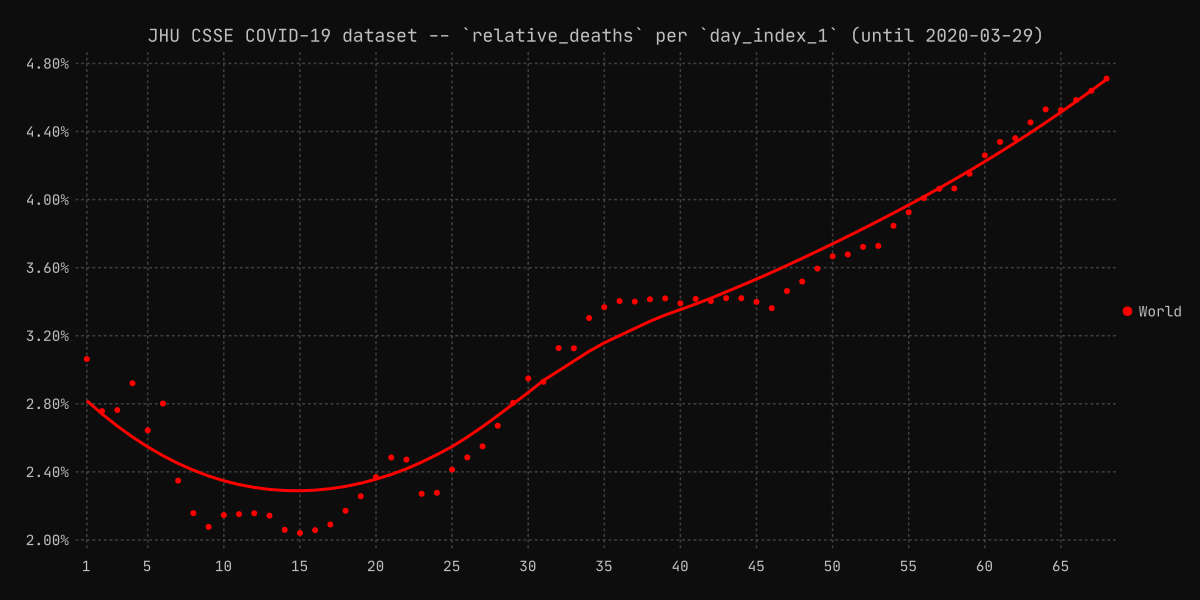 JHU CSSE COVID-19 dataset -- `relative_deaths` per `day_index_1` (until 2020-03-29)
4.80%
4.40%
4.00%
3.60%
3.20%
2.80%
2.40%
2.00%
World
1 5 10 15 20 25 30 35 40 45 50 55 60 65